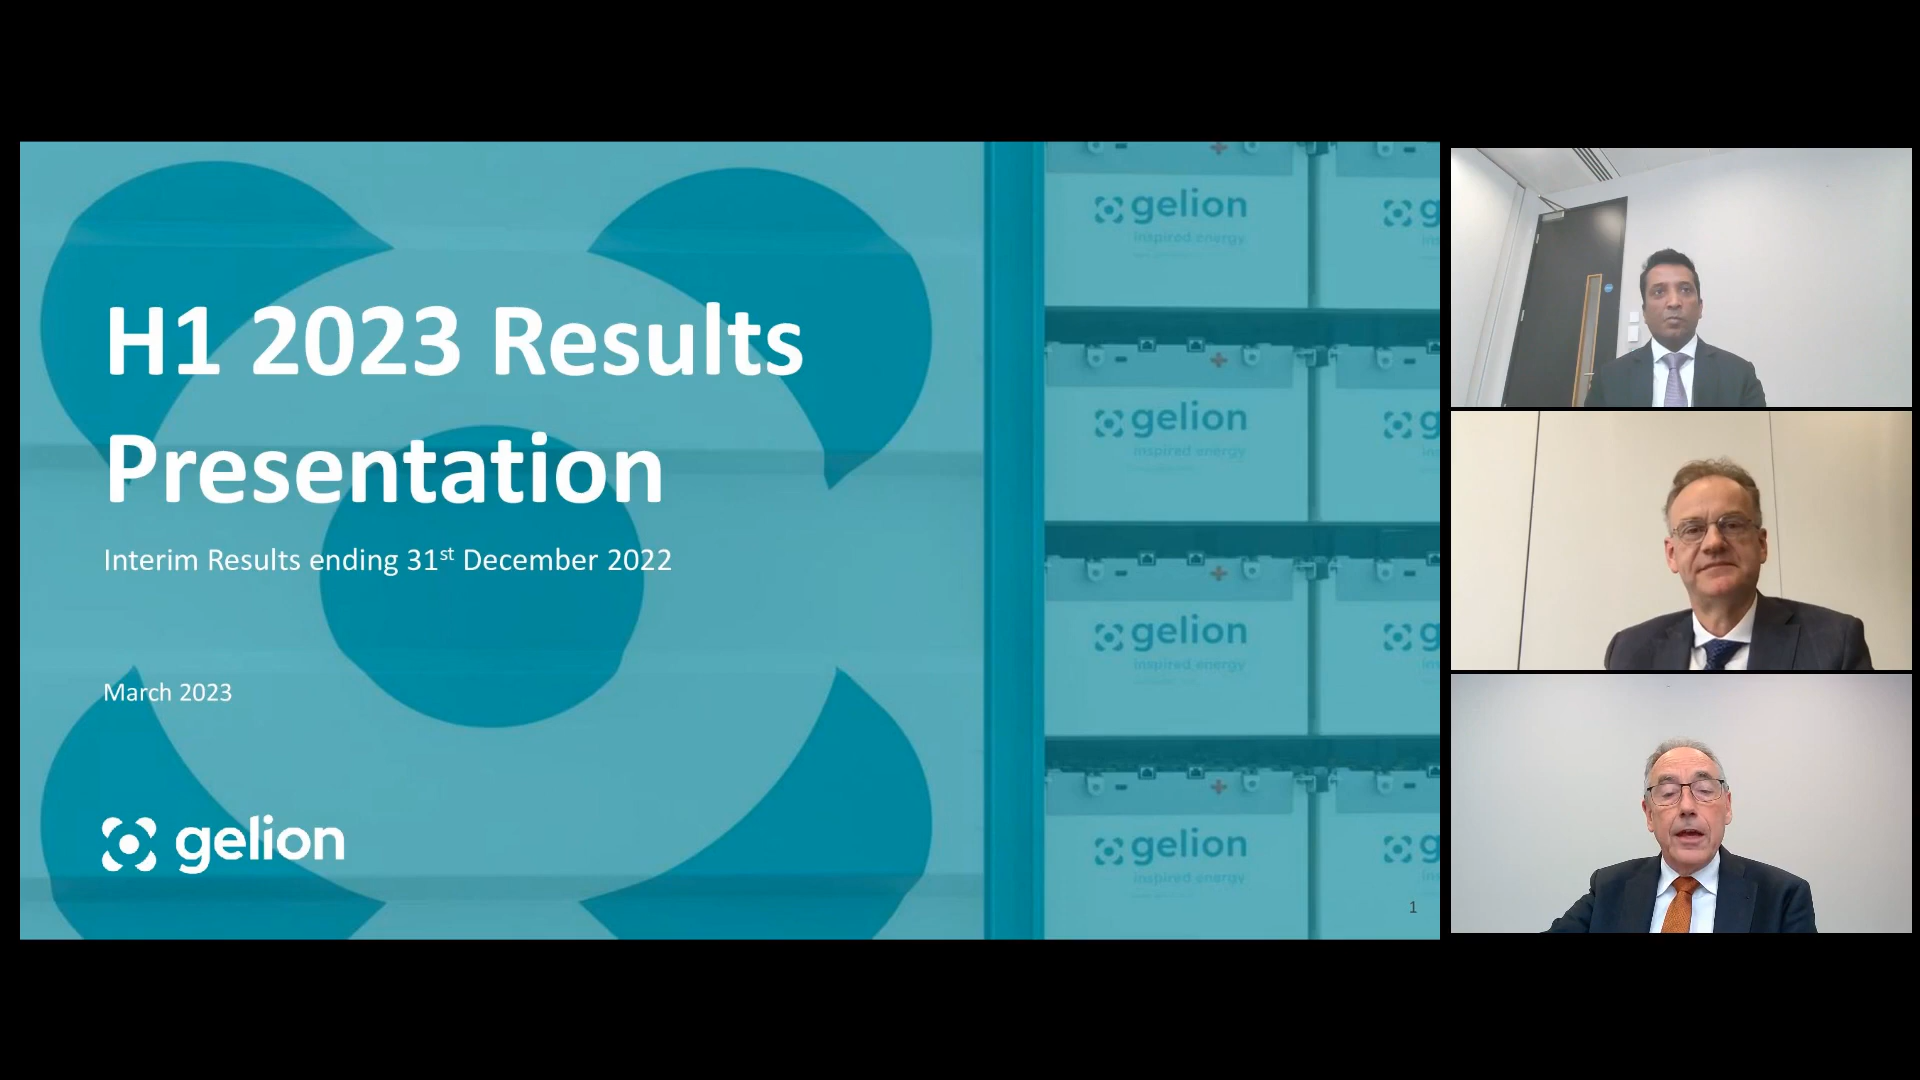 H1 2023 Results
Presentation
Interim Results ending 31st December 2022
March 2023
gelion
gelion
inspired energy
gelion
inspired energy
gelion
inspired energy
gelion
inspired energy
g
g
g
g
1